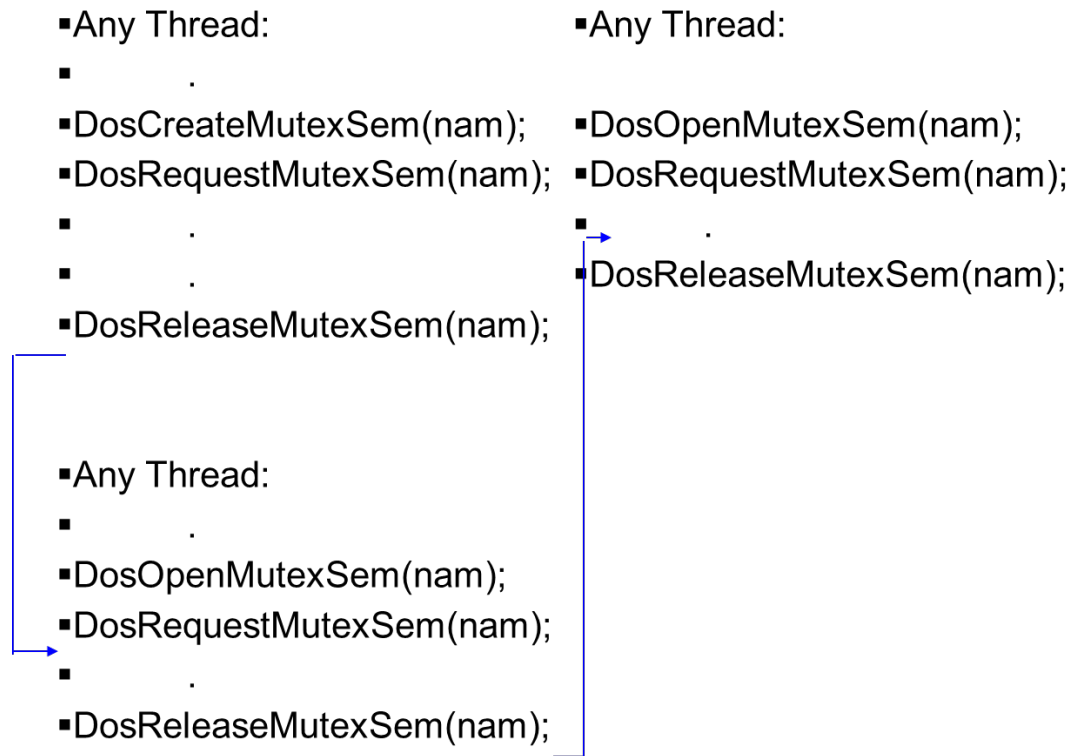 ▪Any Thread:
▪ .
▪DosCreateMutexSem(nam);
▪DosRequestMutexSem(nam);
▪ .
▪ .
▪DosReleaseMutexSem(nam);
▪Any Thread:
▪ .
▪DosOpenMutexSem(nam);
▪DosRequestMutexSem(nam);
▪ .
▪DosReleaseMutexSem(nam);
▪Any Thread:
▪DosOpenMutexSem(nam);
▪DosRequestMutexSem(nam);
▪ .
▪DosReleaseMutexSem(nam);